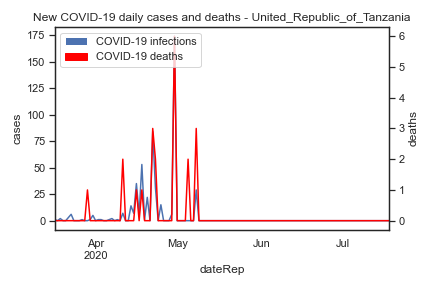 New COVID-19 daily cases and deaths - United_Republic_of_Tanzania
COVID-19 infections
COVID-19 deaths
cases
175
150
125
100
75
50
25
0
deaths
6
5
4
3
2
1
0
Apr
2020
May
Jun
Jul
dateRep